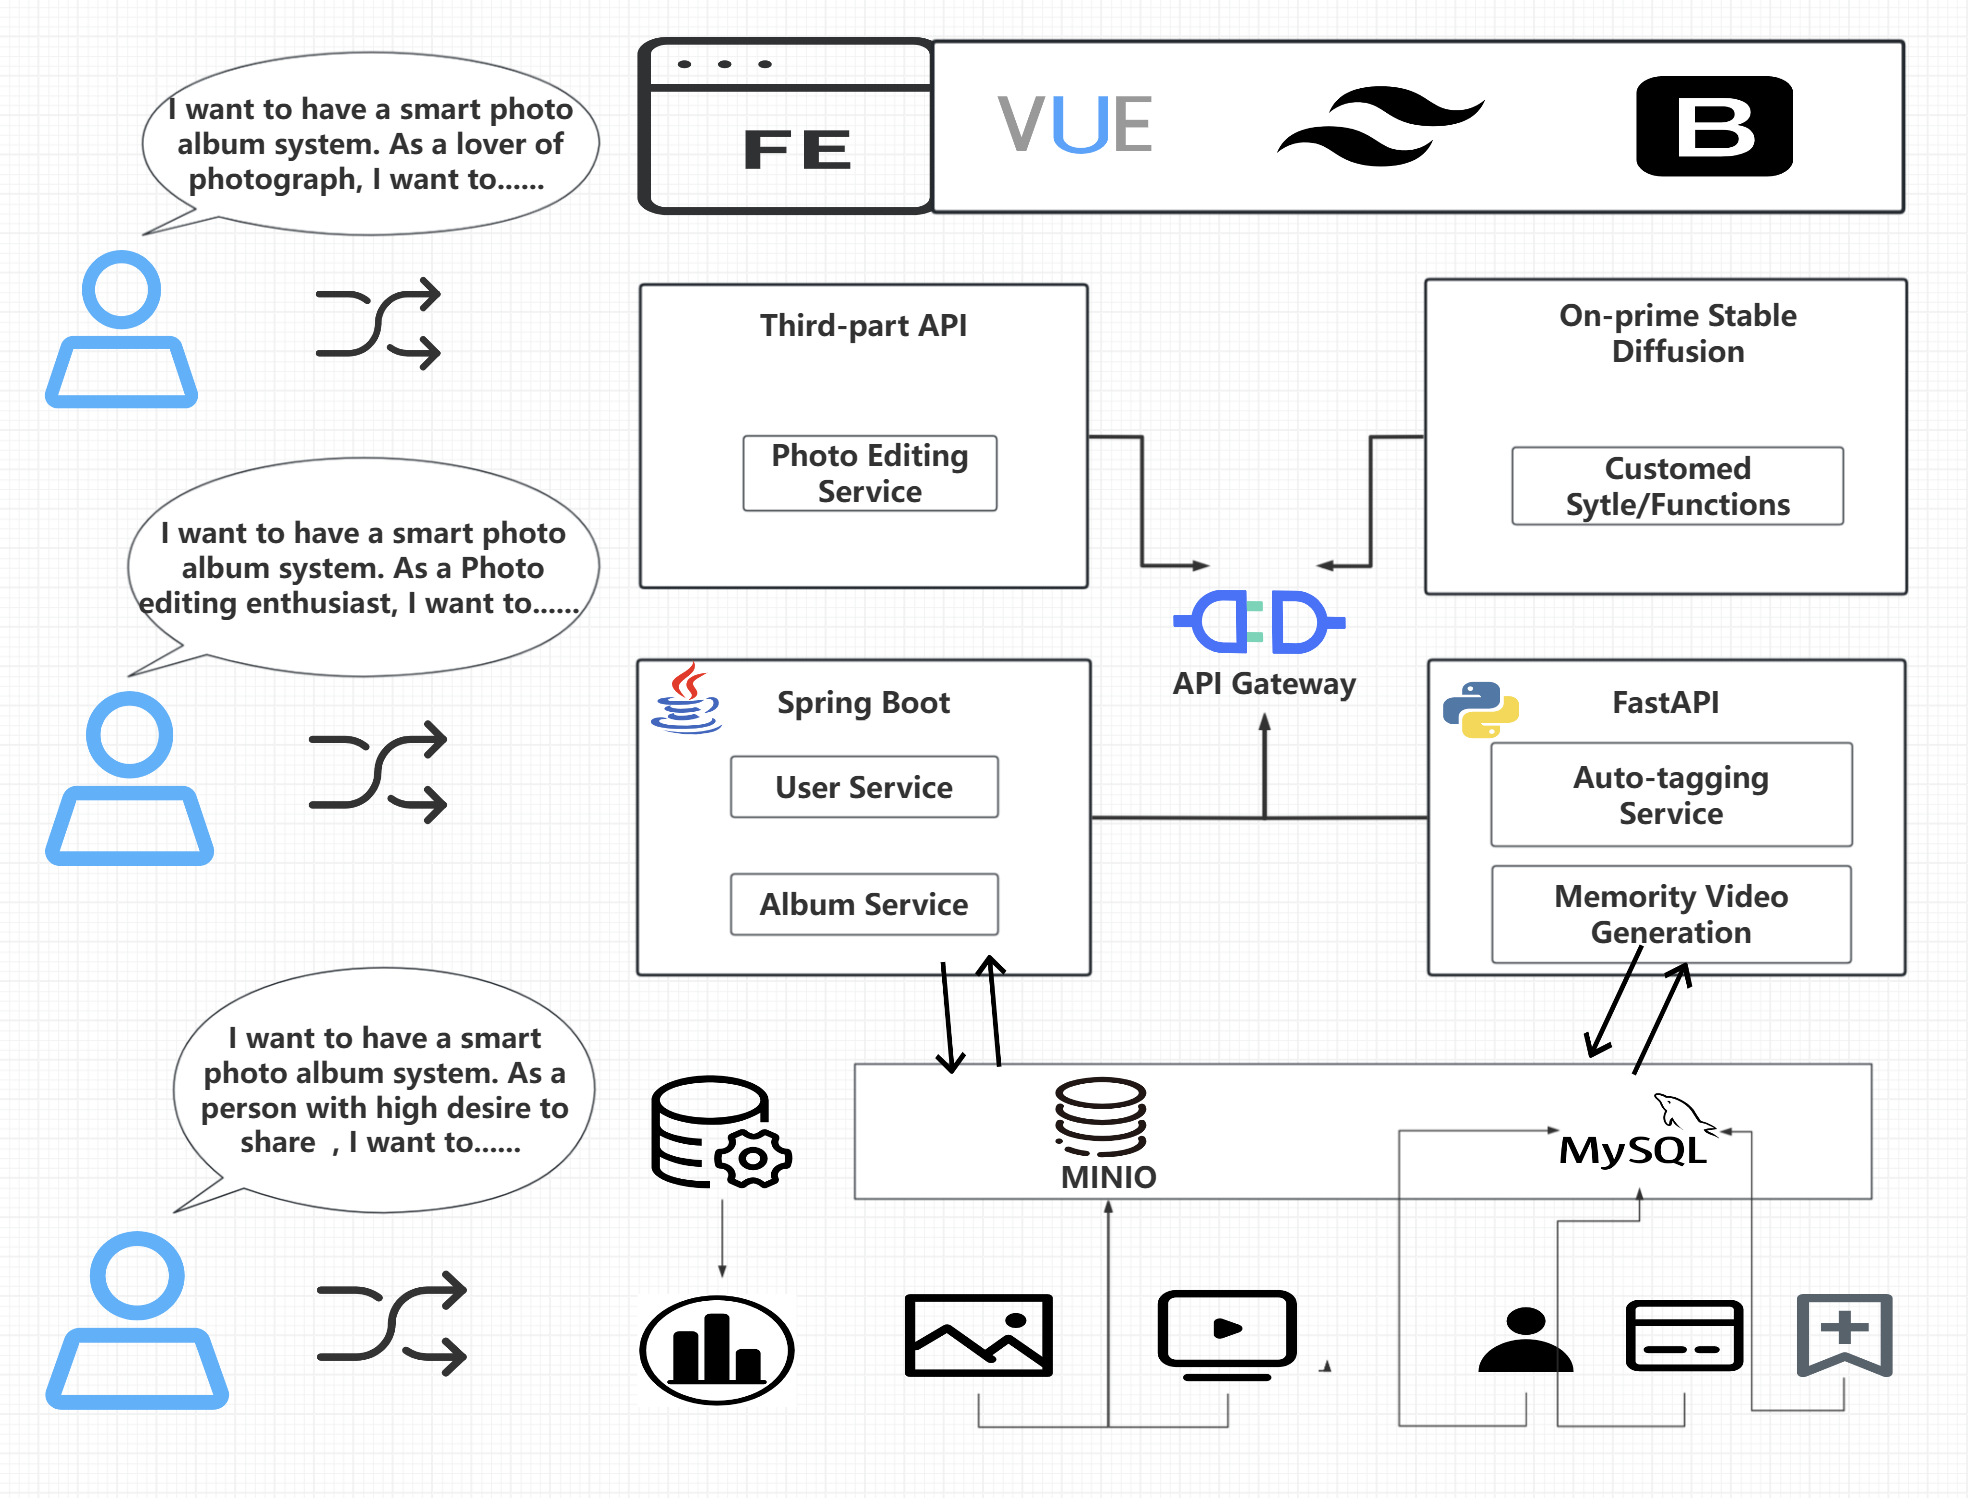 I want to have a smart photo
album system. As a lover of
photograph, I want to......
FE
VUE
B
Third-part API
Photo Editing
Service
On-prime Stable
Diffusion
Customed
Sytle/Functions
I want to have a smart photo
album system. As a Photo
editing enthusiast, I want to......
API Gateway
Spring Boot
User Service
Album Service
FastAPI
Auto-tagging
Service
Memority Video
Generation
I want to have a smart
photo album system. As a
person with high desire to
share , I want to......
MINIO
MySQL